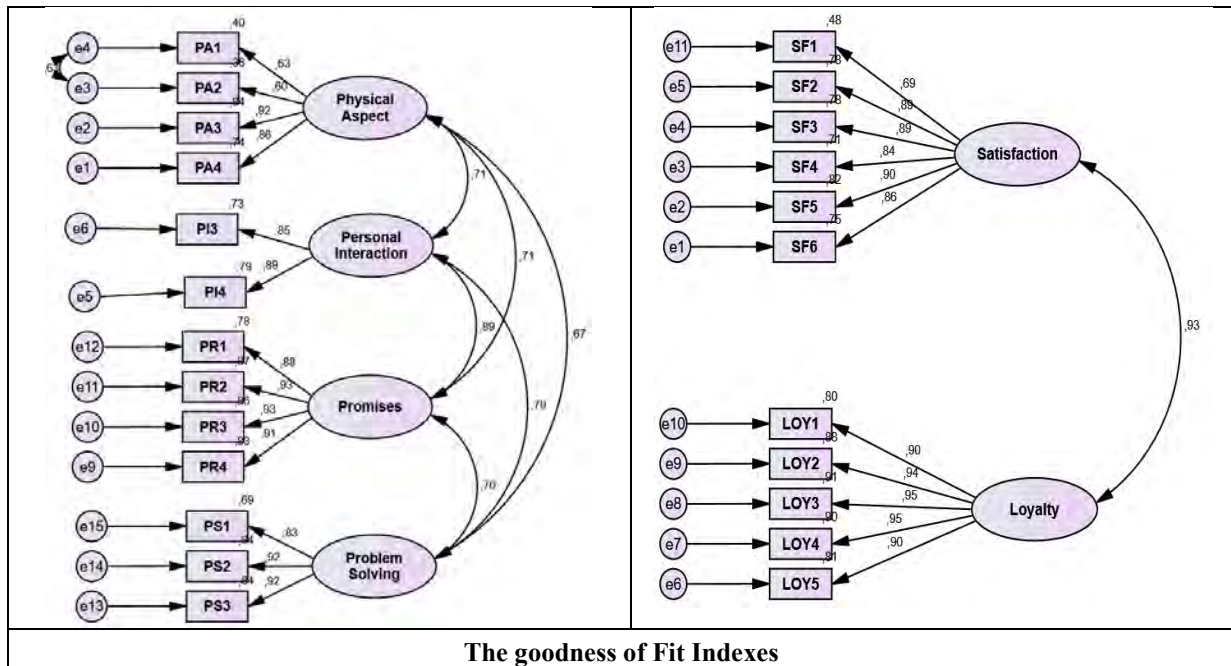 ,40
e4 PA1
,63
,36
e3 PA2
,60
,84
e2 PA3
,92
,74
e1 PA4
,86
Physical
Aspect
,71
,73
e6 PI3
,85
Personal
Interaction
,71
,79
,89
e5 PI4
,89
,67
,78
e12 PR1
,88
,87
e11 PR2
,93
,79
e10 PR3
,93
Promises
,83
,91
e9 PR4
,70
,69
e15 PS1
,83
e14 PS2
,92
Problem
Solving
,84
,92
e13 PS3
,48
e11 SF1
,69
,78
e5 SF2
,89
,78
e4 SF3
,89
Satisfaction
,71
e3 SF4
,84
,82
e2 SF5
,90
,86
,75
e1 SF6
,93
,80
e10 LOY1
,90
,88
e9 LOY2
,94
,91
e8 LOY3
,95
Loyalty
,90
e7 LOY4
,95
,90
,81
e6 LOY5
The goodness of Fit Indexes